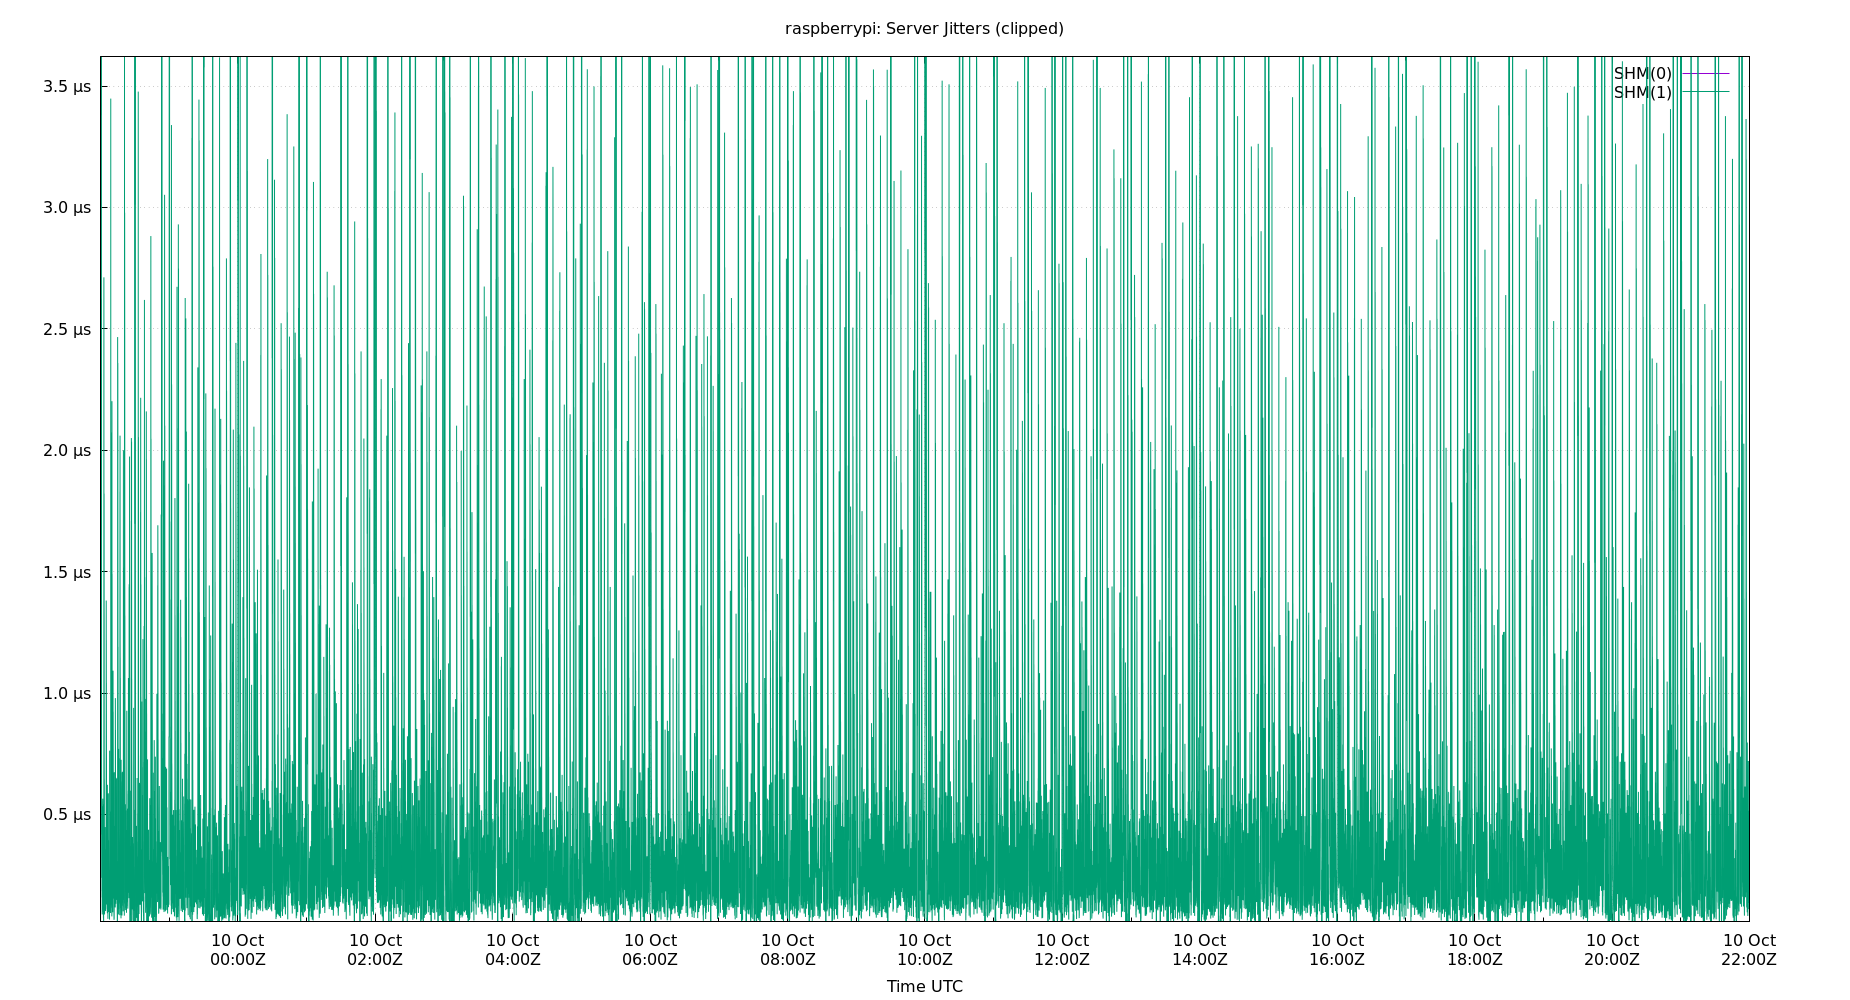 raspberrypi: Server Jitters (clipped)
SHM(0)
SHM(1)
3.5 µs
3.0 µs
2.5 µs
2.0 µs
1.5 µs
1.0 µs
0.5 µs
10 Oct 10 Oct 10 Oct 10 Oct 10 Oct 10 Oct 10 Oct 10 Oct 10 Oct 10 Oct 10 Oct 10 Oct
00:00Z 02:00Z 04:00Z 06:00Z 08:00Z 10:00Z 12:00Z 14:00Z 16:00Z 18:00Z 20:00Z 22:00Z
Time UTC